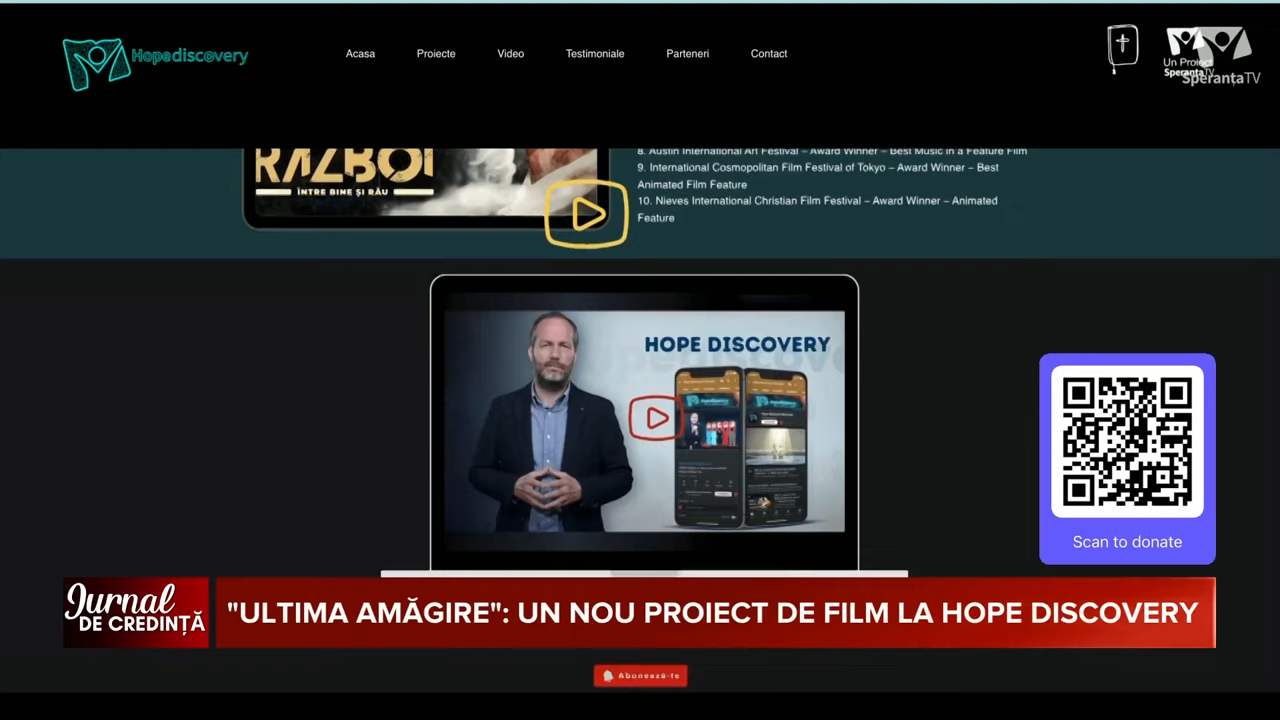 Hopediscovery
Acasa
Proiecte
Video
Testimoniale
Parteneri
Contact
Un Proiect
SperanțaTV
SperanțaTV
RĂZBOI
ÎNTRE BINE ȘI RĂU
8. Austin International Art Festival – Award Winner – Best Music in a Feature Film
9. International Cosmopolitan Film Festival of Tokyo – Award Winner – Best
Animated Film Feature
10. Nieves International Christian Film Festival – Award Winner – Animated
Feature
HOPE DISCOVERY
Scan to donate
Jurnal
DE CREDINȚĂ
"ULTIMA AMĂGIRE": UN NOU PROIECT DE FILM LA HOPE DISCOVERY
Abonează-te